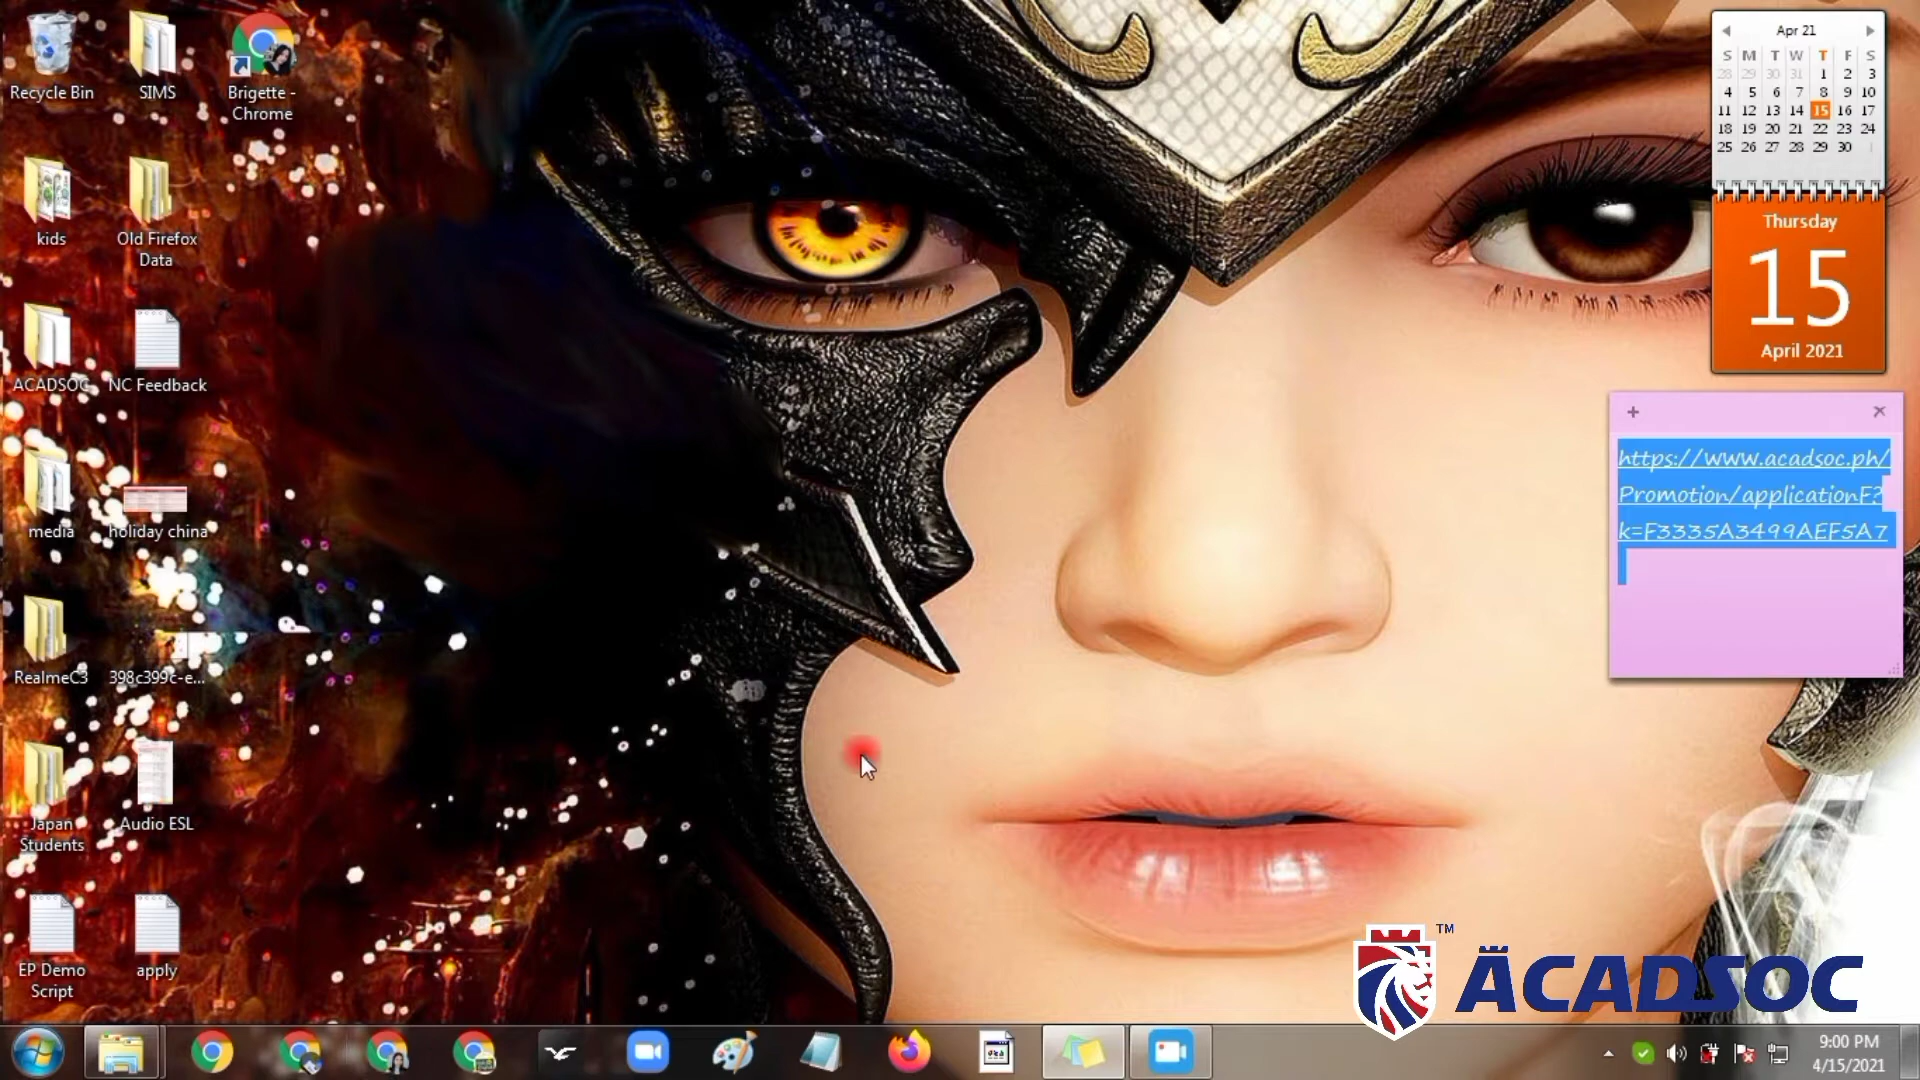 Recycle Bin
SIMS
Brigette -
Chrome
kids
Old Firefox
Data
ACADSOC
NC Feedback
media
holiday china
RealmeC3
398c399c-e...
Japan
Students
Audio ESL
EP Demo
Script
apply
Apr 21
S M T W T F S
28 29 30 31 1 2 3
4 5 6 7 8 9 10
11 12 13 14 15 16 17
18 19 20 21 22 23 24
25 26 27 28 29 30 1
Thursday
15
April 2021
https://www.acadsoc.ph/
Promotion/applicationF?
k=F3335A3499AEF5A7
TM
ACADSOC
9:00 PM
4/15/2021